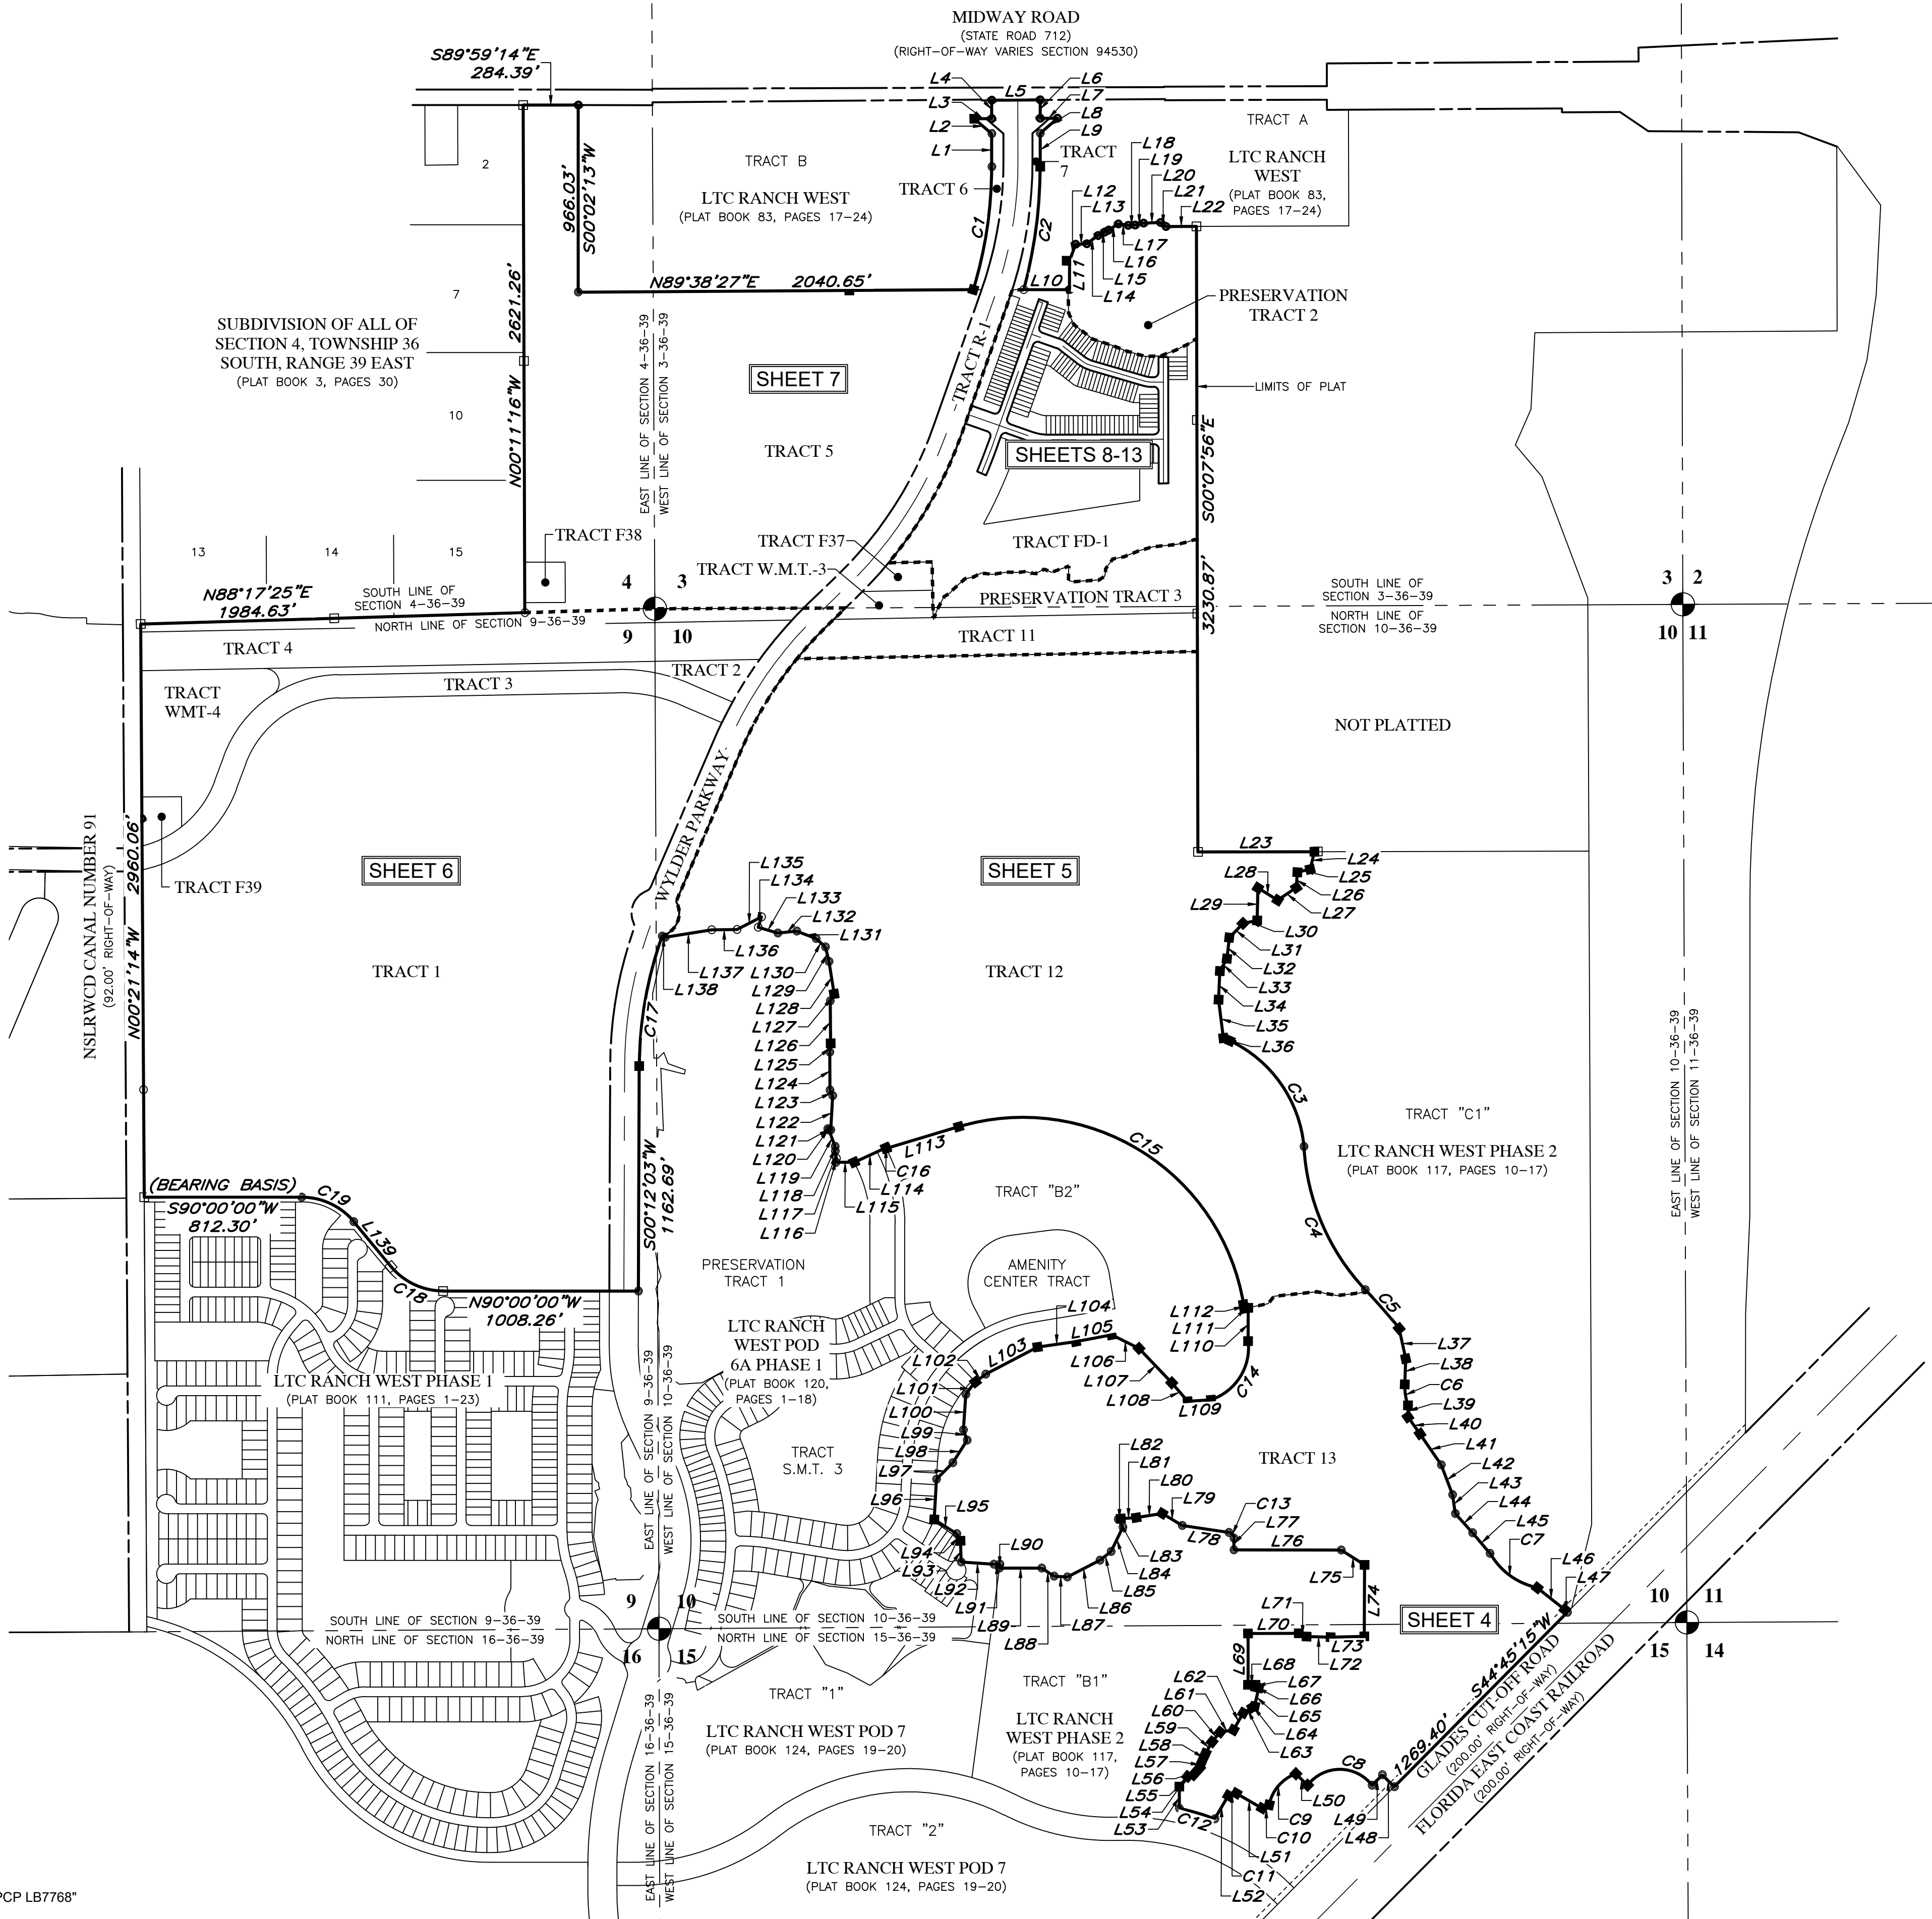 MIDWAY ROAD
(STATE ROAD 712)
(RIGHT-OF-WAY VARIES SECTION 94530)
S89°59'14"E
284.39'
L4
L5
L6
L3
L7
L2
L8
L1
L9
TRACT A
2
TRACT B
LTC RANCH WEST
(PLAT BOOK 83, PAGES 17-24)
TRACT 6
TRACT
7
L18
L19
L20
L21
L22
LTC RANCH
WEST
(PLAT BOOK 83,
PAGES 17-24)
966.03'
S00°02'13"W
L12
L13
C1
C2
L17
L16
L15
L14
L11
L10
N89°38'27"E 2040.65'
7
2621.26'
N00°11'16"W
PRESERVATION
TRACT 2
SUBDIVISION OF ALL OF
SECTION 4, TOWNSHIP 36
SOUTH, RANGE 39 EAST
(PLAT BOOK 3, PAGES 30)
EAST LINE OF SECTION 4-36-39
WEST LINE OF SECTION 3-36-39
SHEET 7
TRACT R-1
LIMITS OF PLAT
10
TRACT 5
SHEETS 8-13
S00°07'56"E
3230.87'
13
14
15
TRACT F38
TRACT F37
TRACT FD-1
TRACT W.M.T.-3
N88°17'25"E
1984.63'
SOUTH LINE OF
SECTION 4-36-39
NORTH LINE OF SECTION 9-36-39
4
3
9
10
PRESERVATION TRACT 3
SOUTH LINE OF
SECTION 3-36-39
NORTH LINE OF
SECTION 10-36-39
3
2
10
11
TRACT 4
TRACT 11
TRACT 2
TRACT 3
TRACT
WMT-4
NOT PLATTED
WYLDER PARKWAY
NSLRWCD CANAL NUMBER 91
(92.00' RIGHT-OF-WAY)
2960.06'
N00°21'14"W
TRACT F39
SHEET 6
SHEET 5
L23
L24
L25
L26
L27
L28
L29
L30
L31
L32
L33
L34
L35
L36
L135
L134
L133
L132
L131
L136
L137
L138
L130
L129
L128
L127
L126
L125
L124
L123
L122
L121
L120
L119
L118
L117
L116
TRACT 1
TRACT 12
C17
C3
C4
C5
EAST LINE OF SECTION 10-36-39
WEST LINE OF SECTION 11-36-39
TRACT "C1"
LTC RANCH WEST PHASE 2
(PLAT BOOK 117, PAGES 10-17)
L113
C15
C16
L114
L115
TRACT "B2"
(BEARING BASIS)
S90°00'00"W
812.30'
C19
L139
C18
S00°12'03"W
1162.69'
PRESERVATION
TRACT 1
AMENITY
CENTER TRACT
N90°00'00"W
1008.26'
L112
L111
L110
L104
L105
L106
L107
L108
L109
C14
L103
L102
L101
L100
L99
L98
L97
L96
L95
L94
L93
L92
L91
L90
L89
L88
L87
L86
L85
L84
L83
L82
L81
L80
L79
L78
C13
L77
L76
L75
L74
L37
L38
C6
L39
L40
L41
L42
L43
L44
L45
C7
L46
L47
LTC RANCH
WEST POD
6A PHASE 1
(PLAT BOOK 120,
PAGES 1-18)
LTC RANCH WEST PHASE 1
(PLAT BOOK 111, PAGES 1-23)
EAST LINE OF SECTION 9-36-39
WEST LINE OF SECTION 10-36-39
TRACT
S.M.T. 3
TRACT 13
SHEET 4
9
10
16
15
SOUTH LINE OF SECTION 9-36-39
NORTH LINE OF SECTION 16-36-39
SOUTH LINE OF SECTION 10-36-39
NORTH LINE OF SECTION 15-36-39
10
11
15
14
L71
L70
L73
L72
L69
L68
L67
L66
L65
L64
L63
L62
L61
L60
L59
L58
L57
L56
L55
L54
L53
C12
C8
C9
C10
C11
L48
L49
L50
L51
L52
S44°45'15"W
1269.40'
GLADES CUT-OFF ROAD
(200.00' RIGHT-OF-WAY)
FLORIDA EAST COAST RAILROAD
(200.00' RIGHT-OF-WAY)
TRACT "B1"
LTC RANCH
WEST PHASE 2
(PLAT BOOK 117,
PAGES 10-17)
TRACT "1"
LTC RANCH WEST POD 7
(PLAT BOOK 124, PAGES 19-20)
EAST LINE OF SECTION 16-36-39
WEST LINE OF SECTION 15-36-39
TRACT "2"
LTC RANCH WEST POD 7
(PLAT BOOK 124, PAGES 19-20)
PCP LB7768"